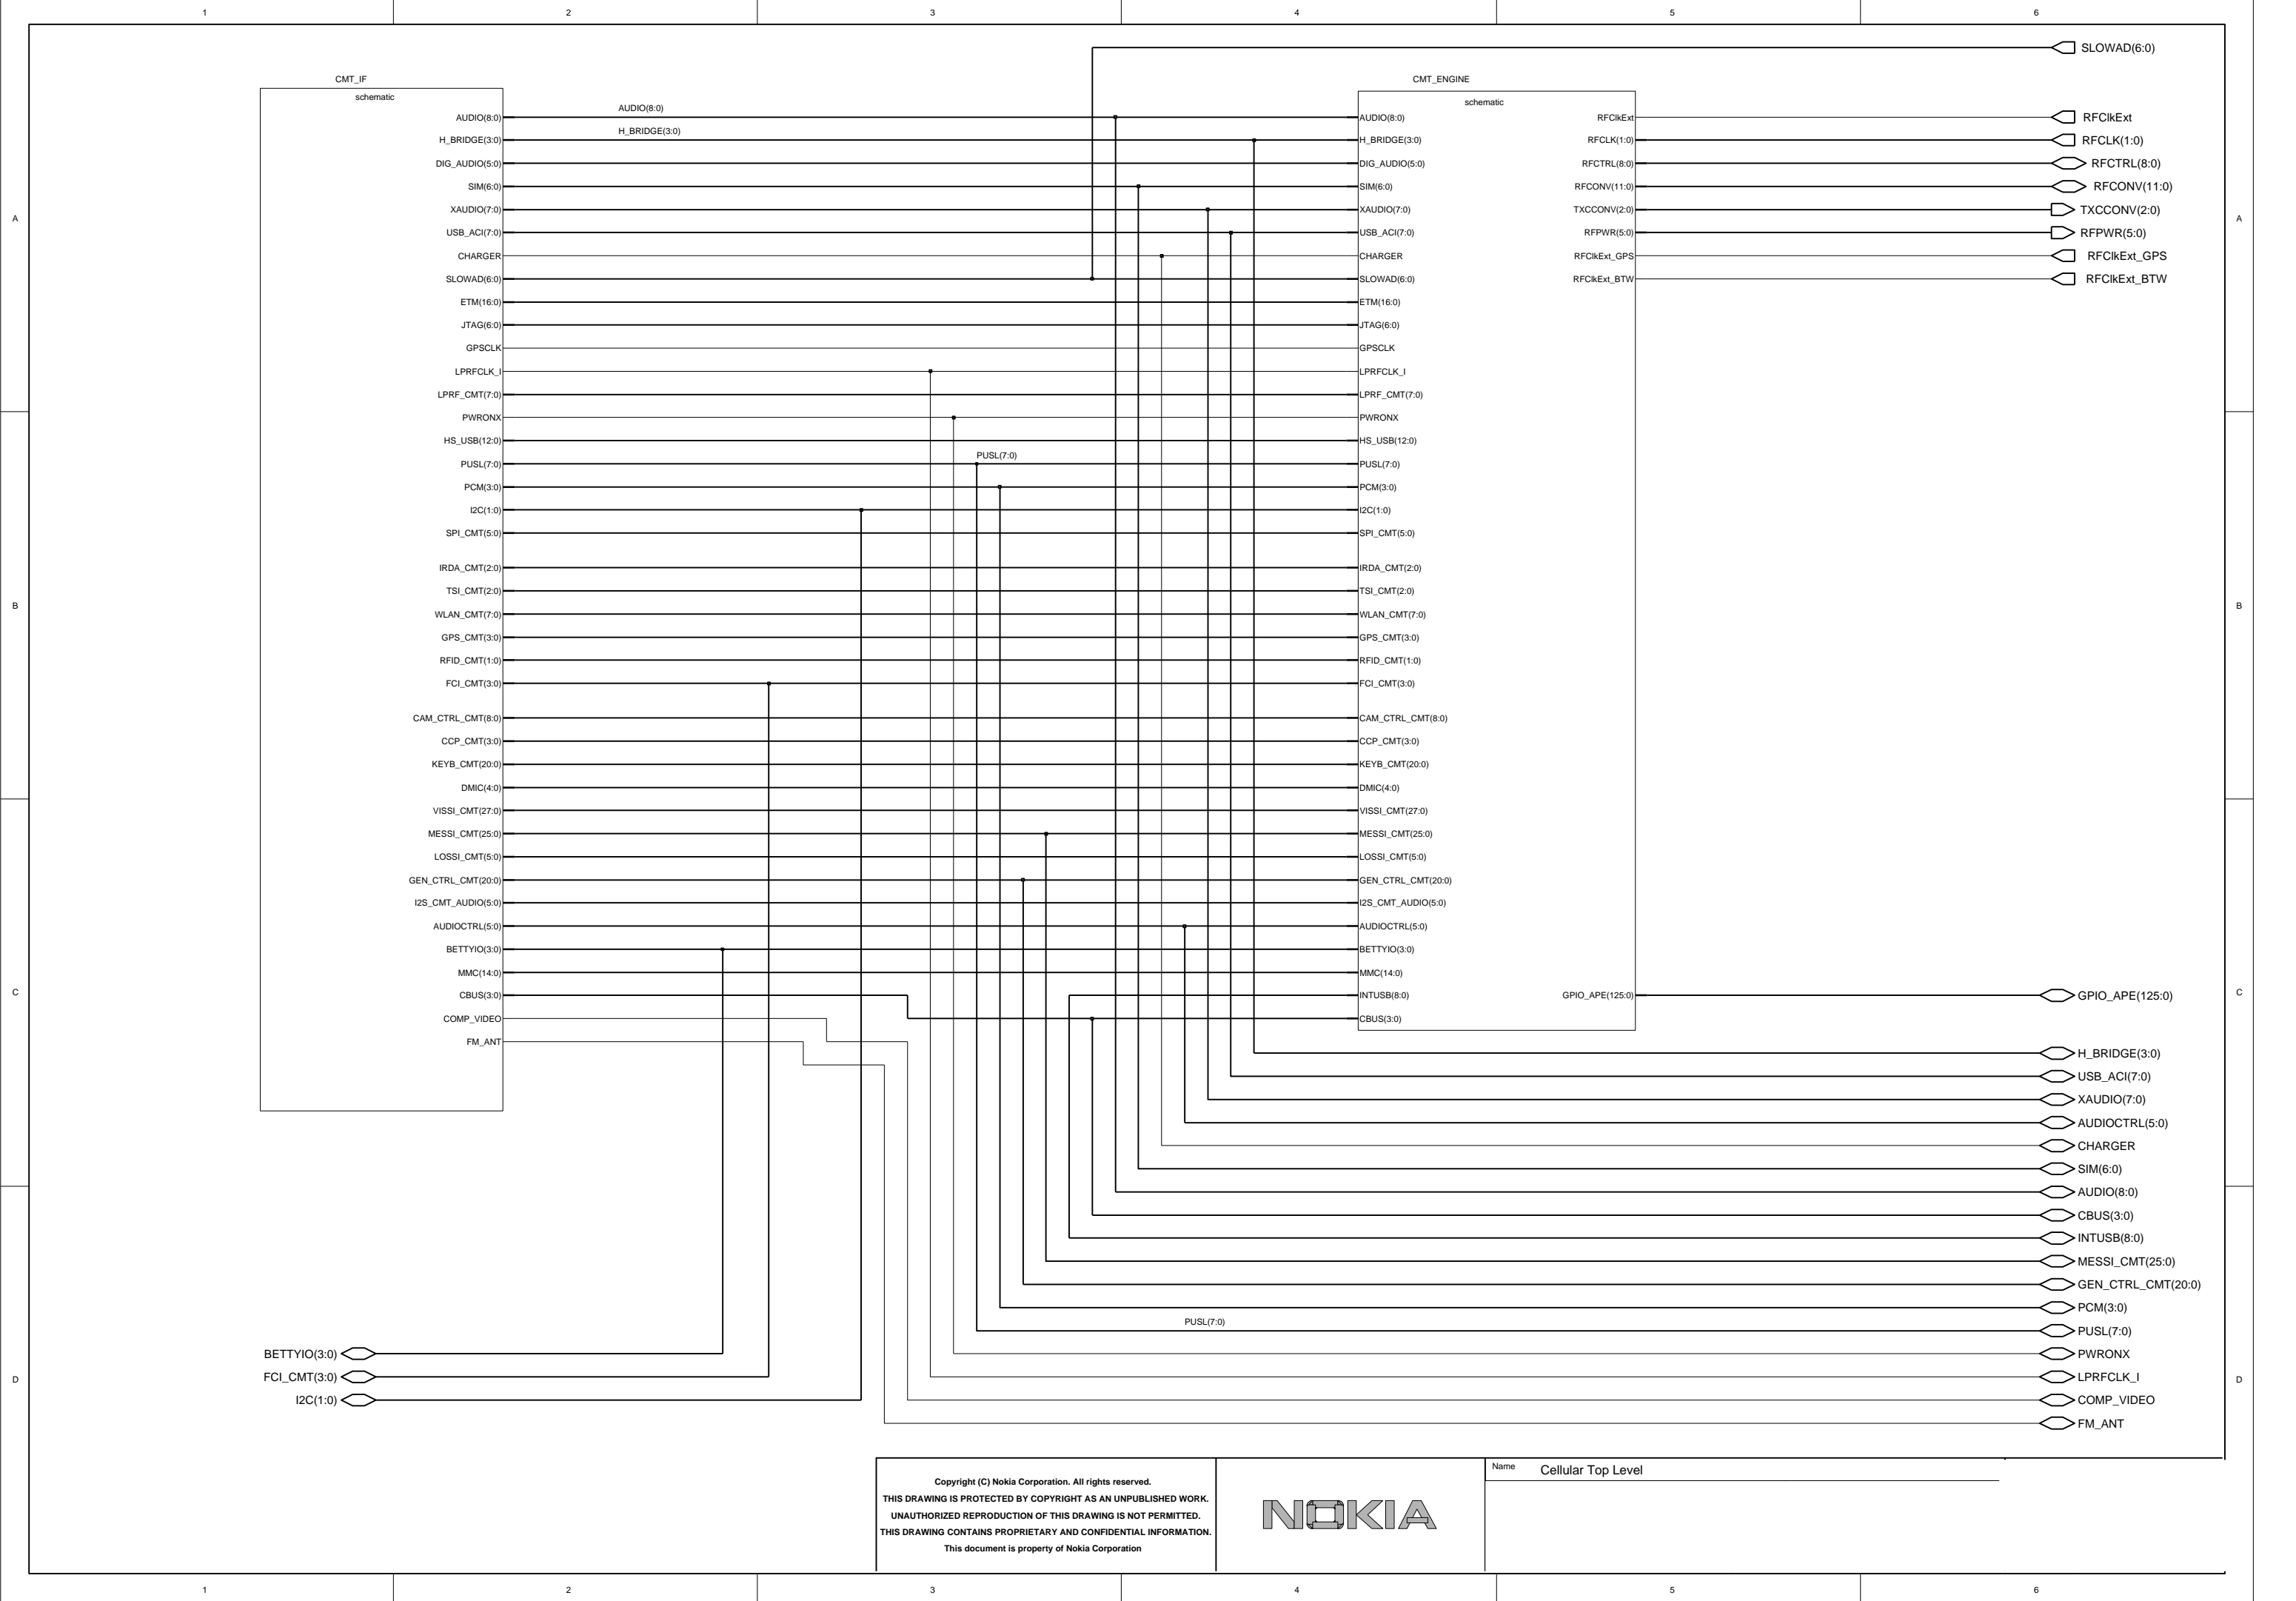 1 2 3 4 5 6
SLOWAD(6:0)
CMT_IF CMT_ENGINE
schematic schematic
AUDIO(8:0) AUDIO(8:0) AUDIO(8:0) RFClkExt RFClkExt
H_BRIDGE(3:0) H_BRIDGE(3:0) H_BRIDGE(3:0) RFCLK(1:0) RFCLK(1:0)
DIG_AUDIO(5:0) DIG_AUDIO(5:0) RFCTRL(8:0) RFCTRL(8:0)
SIM(6:0) SIM(6:0) RFCONV(11:0) RFCONV(11:0)
XAUDIO(7:0) XAUDIO(7:0) TXCCONV(2:0) TXCCONV(2:0)
A A
USB_ACI(7:0) USB_ACI(7:0) RFPWR(5:0) RFPWR(5:0)
CHARGER CHARGER RFClkExt_GPS RFClkExt_GPS
SLOWAD(6:0) SLOWAD(6:0) RFClkExt_BTW RFClkExt_BTW
ETM(16:0) ETM(16:0)
JTAG(6:0) JTAG(6:0)
GPSCLK GPSCLK
LPRFCLK_I LPRFCLK_I
LPRF_CMT(7:0) LPRF_CMT(7:0)
PWRONX PWRONX
HS_USB(12:0) HS_USB(12:0)
PUSL(7:0) PUSL(7:0) PUSL(7:0)
PCM(3:0) PCM(3:0)
I2C(1:0) I2C(1:0)
SPI_CMT(5:0) SPI_CMT(5:0)
IRDA_CMT(2:0) IRDA_CMT(2:0)
TSI_CMT(2:0) TSI_CMT(2:0)
B B
WLAN_CMT(7:0) WLAN_CMT(7:0)
GPS_CMT(3:0) GPS_CMT(3:0)
RFID_CMT(1:0) RFID_CMT(1:0)
FCI_CMT(3:0) FCI_CMT(3:0)
CAM_CTRL_CMT(8:0) CAM_CTRL_CMT(8:0)
CCP_CMT(3:0) CCP_CMT(3:0)
KEYB_CMT(20:0) KEYB_CMT(20:0)
DMIC(4:0) DMIC(4:0)
VISSI_CMT(27:0) VISSI_CMT(27:0)
MESSI_CMT(25:0) MESSI_CMT(25:0)
LOSSI_CMT(5:0) LOSSI_CMT(5:0)
GEN_CTRL_CMT(20:0) GEN_CTRL_CMT(20:0)
I2S_CMT_AUDIO(5:0) I2S_CMT_AUDIO(5:0)
AUDIOCTRL(5:0) AUDIOCTRL(5:0)
BETTYIO(3:0) BETTYIO(3:0)
MMC(14:0) MMC(14:0)
C C
CBUS(3:0) INTUSB(8:0) GPIO_APE(125:0) GPIO_APE(125:0)
COMP_VIDEO CBUS(3:0)
FM_ANT
H_BRIDGE(3:0)
USB_ACI(7:0)
XAUDIO(7:0)
AUDIOCTRL(5:0)
CHARGER
SIM(6:0)
AUDIO(8:0)
CBUS(3:0)
INTUSB(8:0)
MESSI_CMT(25:0)
GEN_CTRL_CMT(20:0)
PCM(3:0)
PUSL(7:0) PUSL(7:0)
BETTYIO(3:0) PWRONX
FCI_CMT(3:0) LPRFCLK_I
D D
I2C(1:0) COMP_VIDEO
FM_ANT
Copyright (C) Nokia Corporation. All rights reserved.
THIS DRAWING IS PROTECTED BY COPYRIGHT AS AN UNPUBLISHED WORK.
UNAUTHORIZED REPRODUCTION OF THIS DRAWING IS NOT PERMITTED.
THIS DRAWING CONTAINS PROPRIETARY AND CONFIDENTIAL INFORMATION.
This document is property of Nokia Corporation
NOKIA
Name Cellular Top Level
1 2 3 4 5 6